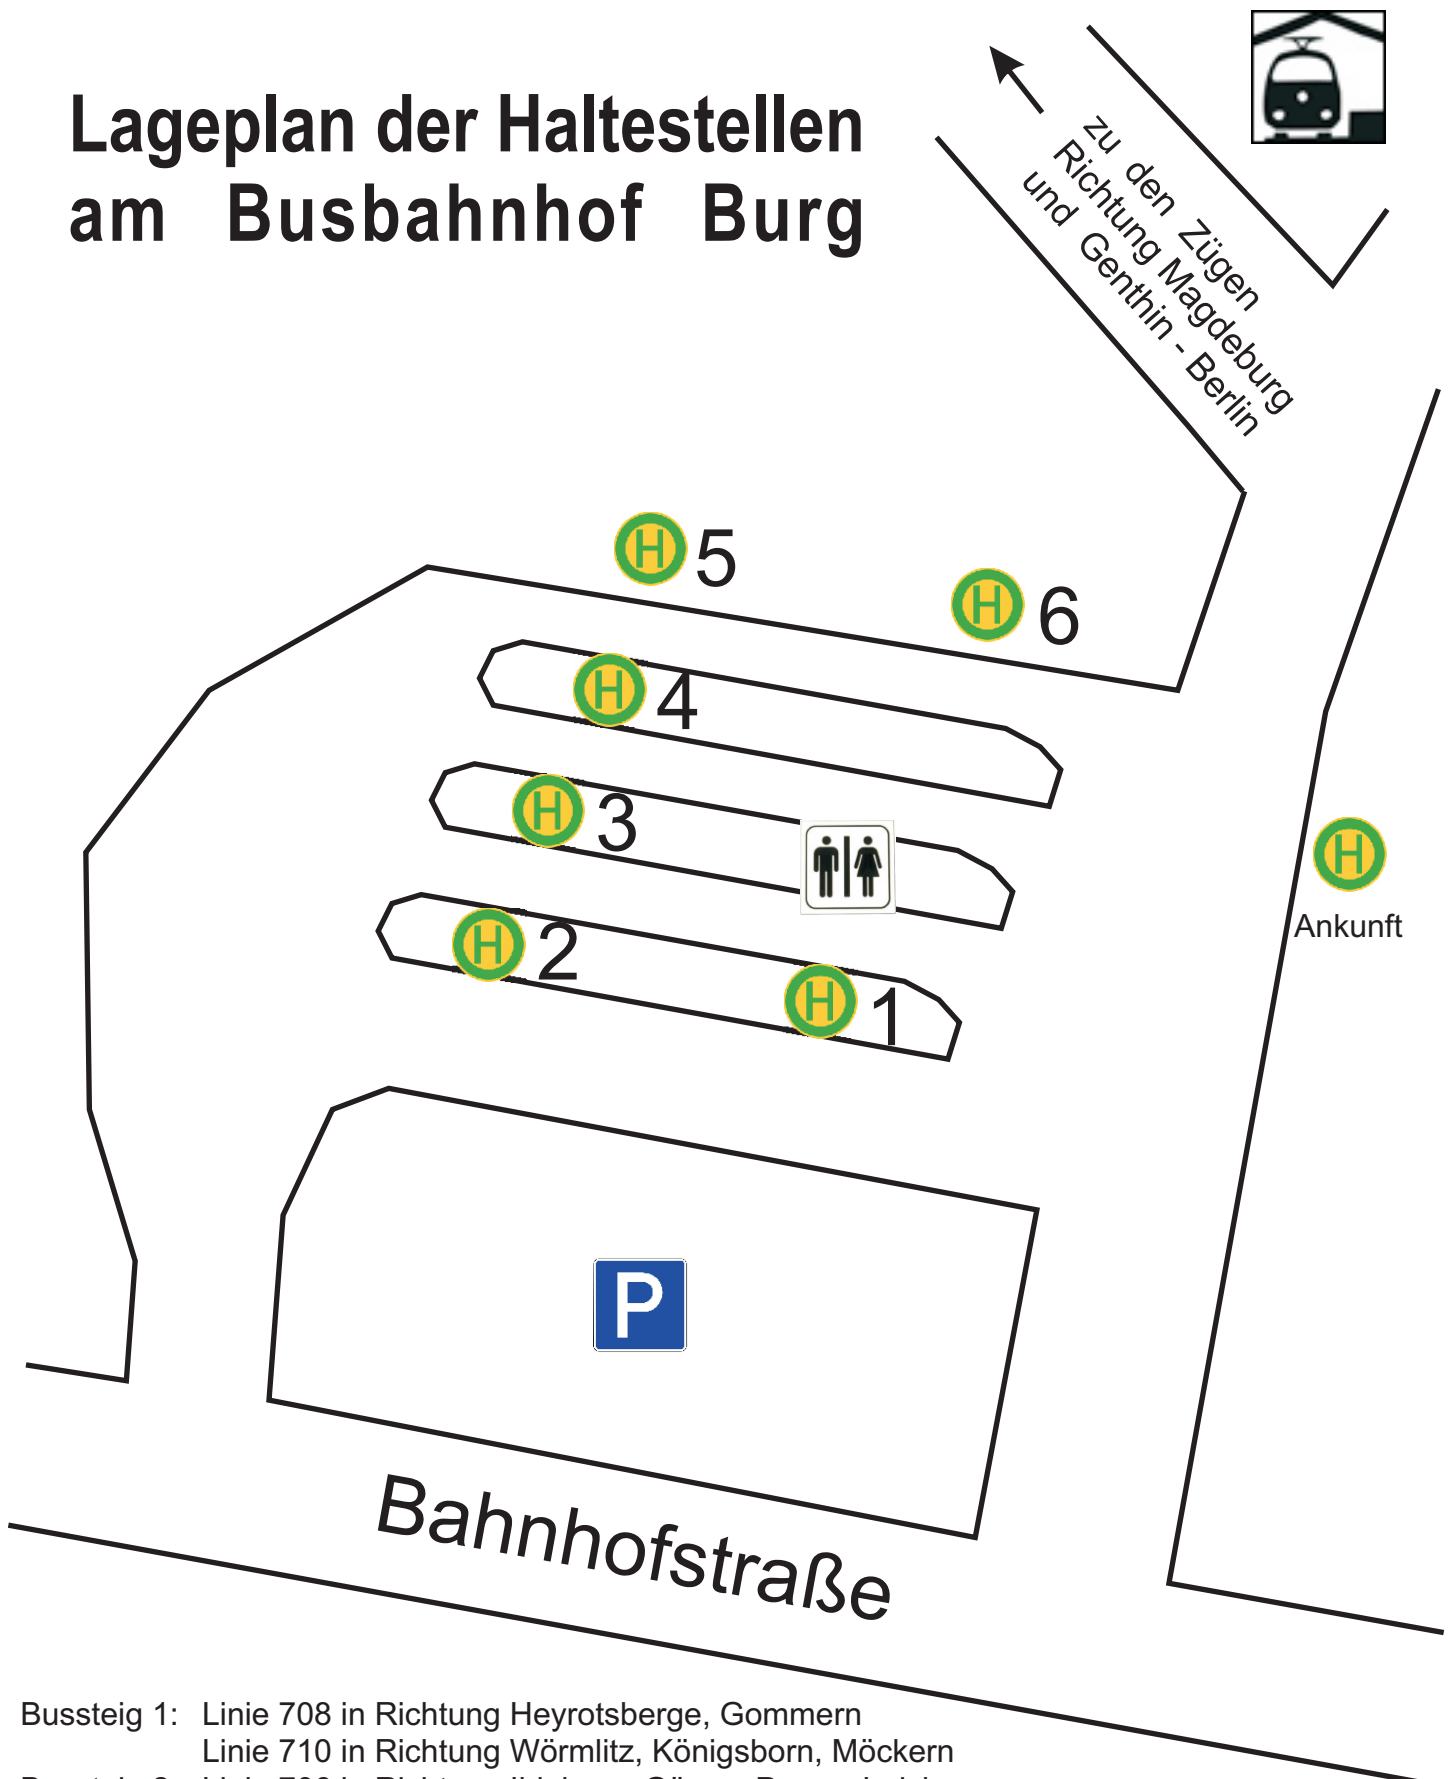 Lageplan der Haltestellen
am Busbahnhof Burg
zu den Zügen
Richtung Magdeburg
und Genthin - Berlin
H 5
H 6
H 4
H 3
H
Ankunft
H 2
H 1
P
Bahnhofstraße
Bussteig 1: Linie 708 in Richtung Heyrotsberge, Gommern
Linie 710 in Richtung Wörmlitz, Königsborn, Möckern